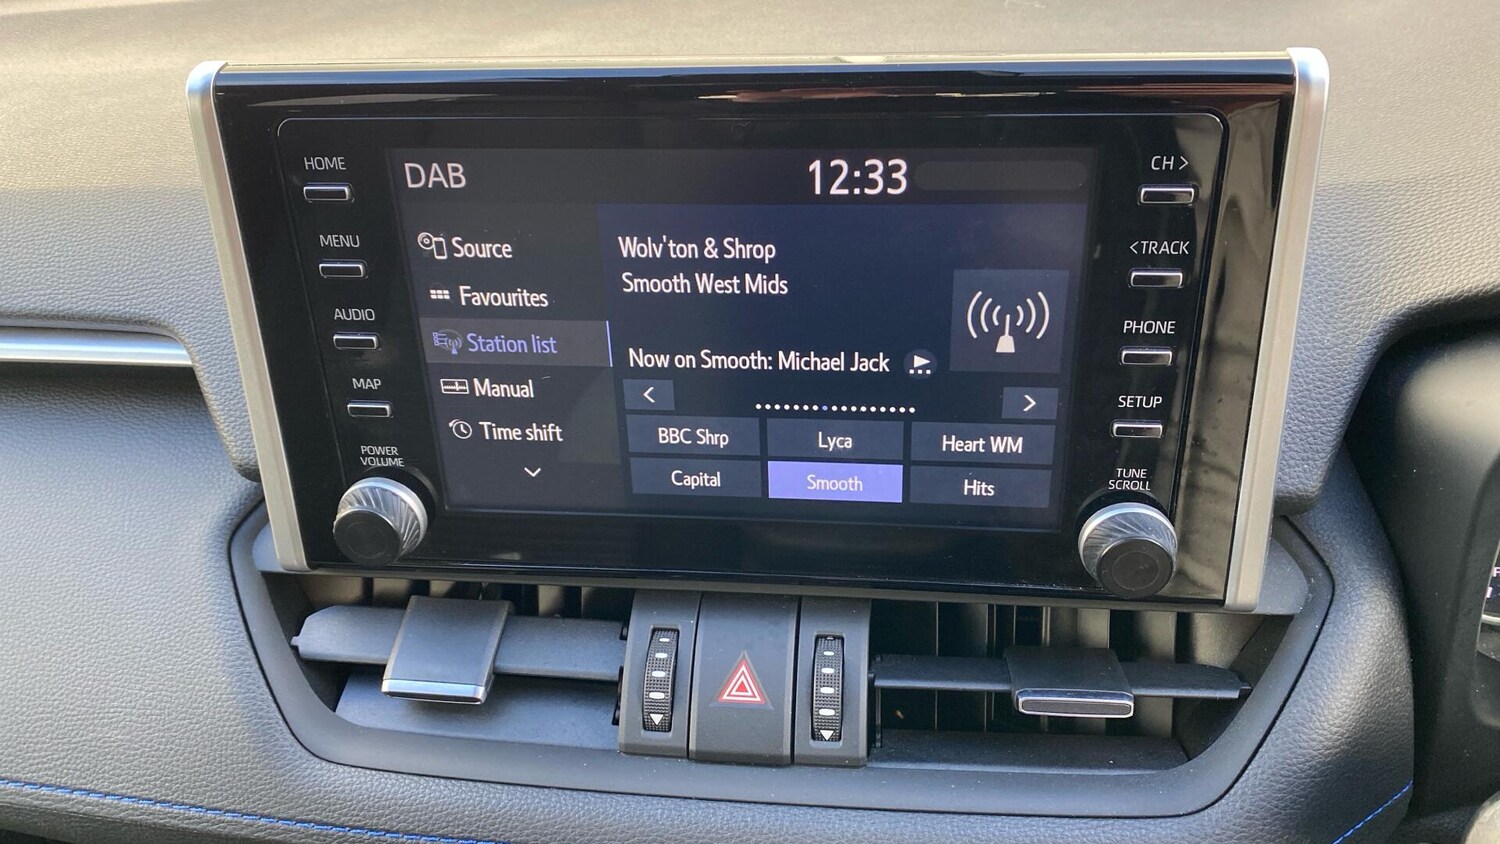 HOME
MENU
AUDIO
MAP
POWER
VOLUME
DAB
12:33
Source
Favourites
Station list
Manual
Time shift
Wolv'ton & Shrop
Smooth West Mids
Now on Smooth: Michael Jack
<
>
BBC Shrp
Lyca
Heart WM
Capital
Smooth
Hits
CH >
<TRACK
PHONE
SETUP
TUNE
SCROLL